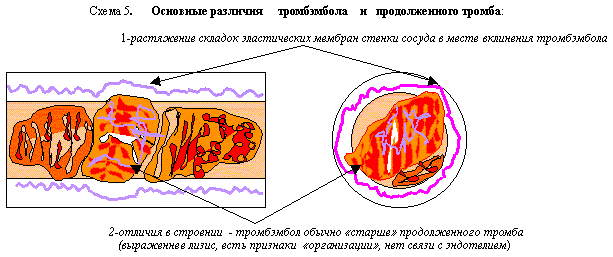 Схема 5. Основные различия тромбэмбола и продолженного тромба:
1-растяжение складок эластических мембран стенки сосуда в месте вклинения тромбэмбола
2-отличия в строении - тромбэмбол обычно «старше» продолженного тромба
(выраженнее лизис, есть признаки «организации», нет связи с эндотелием)